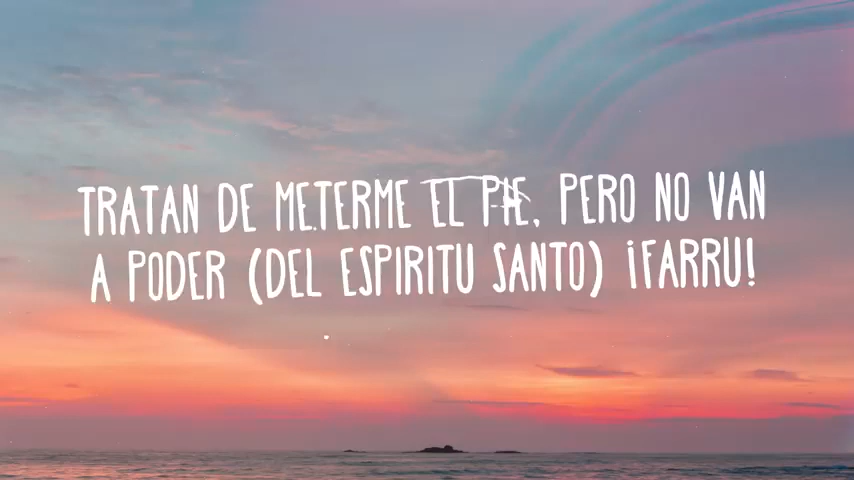 TRATAN DE METERME EL PIE, PERO NO VAN
A PODER (DEL ESPIRITU SANTO) ¡FARRU!